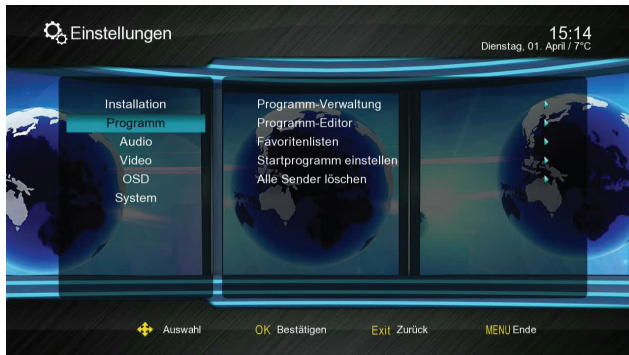 Einstellungen
15:14
Dienstag, 01. April / 7°C
Installation
Programm
Audio
Video
OSD
System
Programm-Verwaltung
Programm-Editor
Favoritenlisten
Startprogramm einstellen
Alle Sender löschen
Auswahl
OK Bestätigen
Exit Zurück
MENU Ende